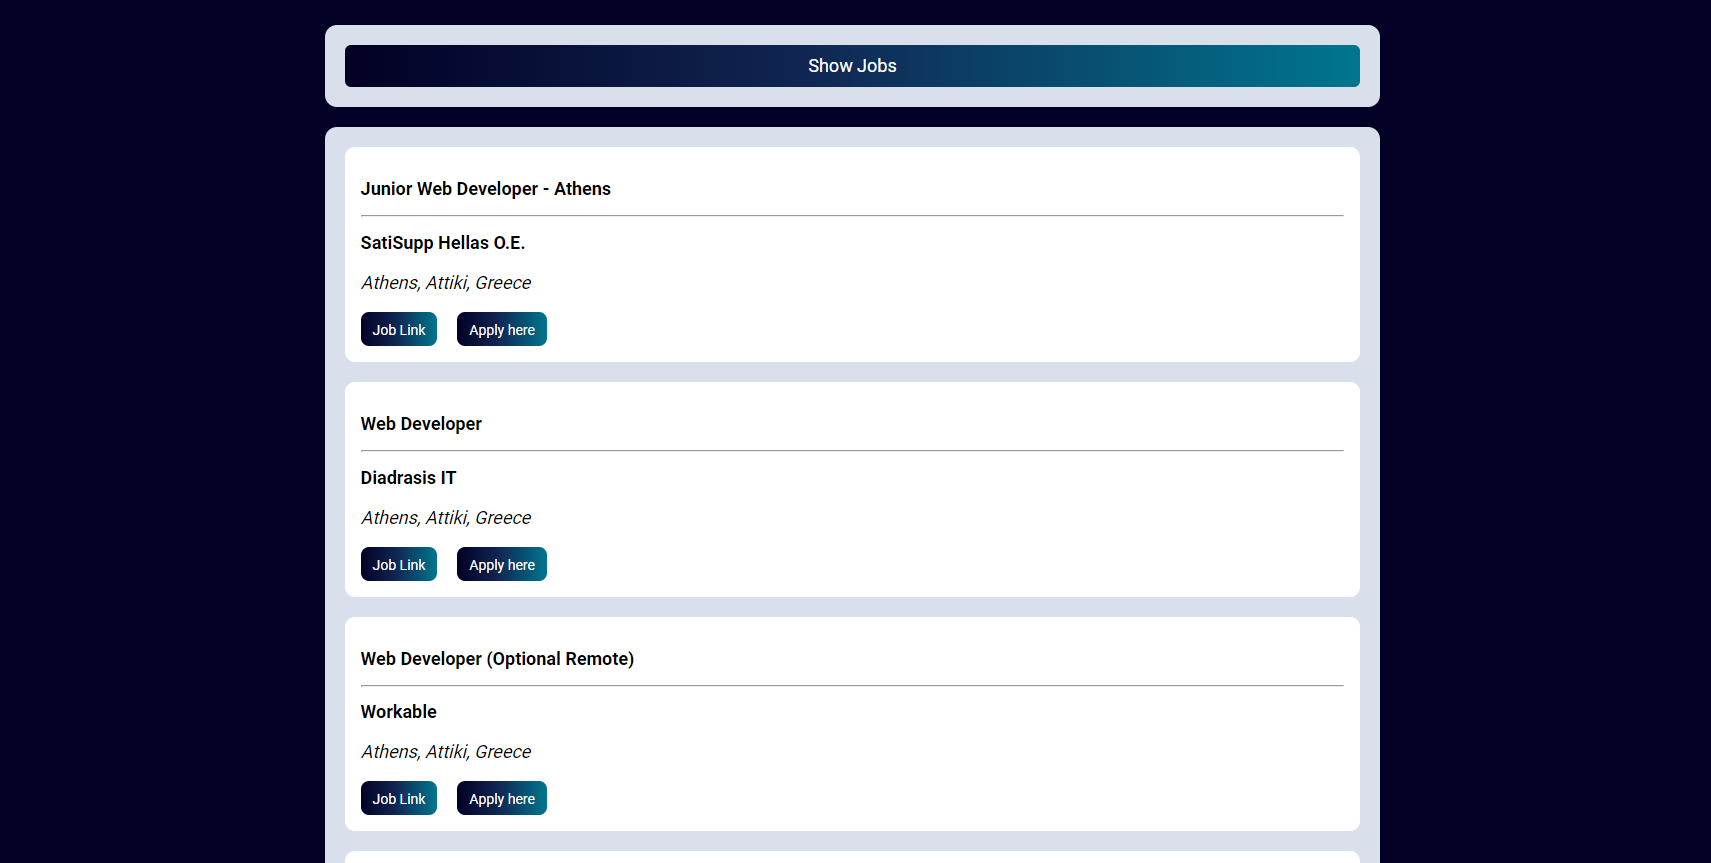 Show Jobs
Junior Web Developer - Athens
SatiSupp Hellas O.E.
Athens, Attiki, Greece
Job Link Apply here
Web Developer
Diadrasis IT
Athens, Attiki, Greece
Job Link Apply here
Web Developer (Optional Remote)
Workable
Athens, Attiki, Greece
Job Link Apply here